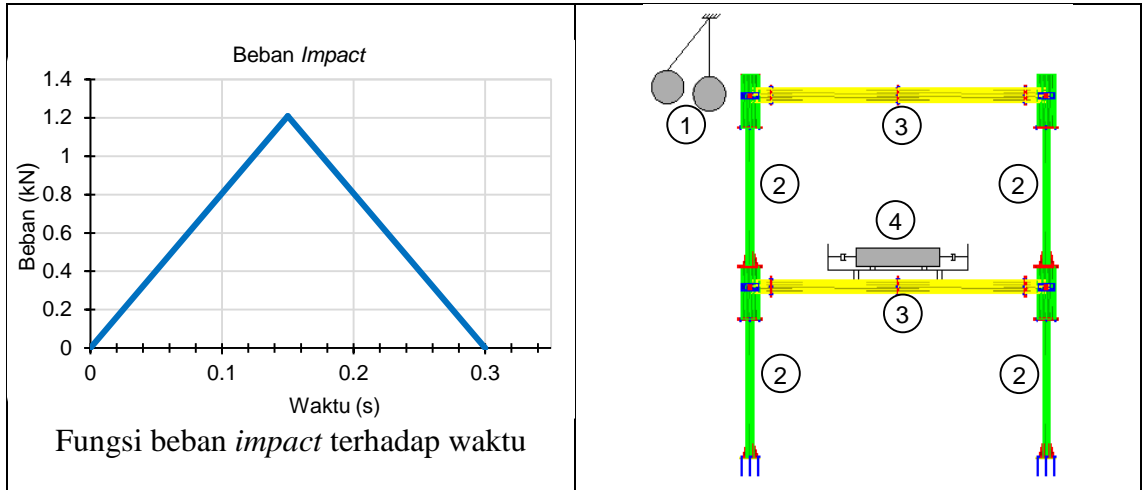 Beban Impact
1.4
1.2
1
0.8
0.6
0.4
0.2
0
Beban (kN)
0 0.1 0.2 0.3
Waktu (s)
Fungsi beban impact terhadap waktu
1
3
2 2
4
3
2 2